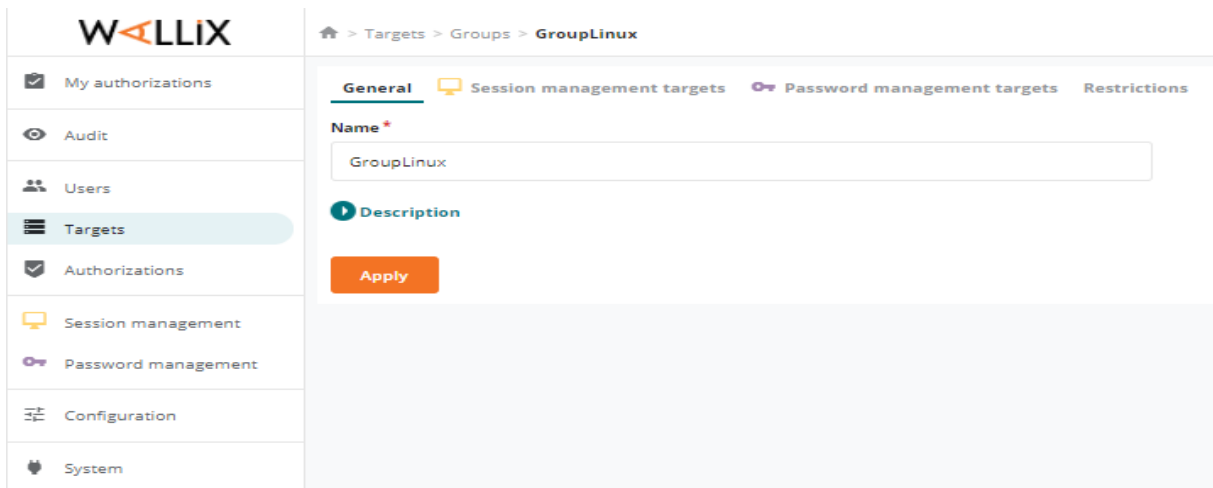 WALLIX
> Targets > Groups > GroupLinux
My authorizations
Audit
Users
Targets
Authorizations
Session management
Password management
Configuration
System
General Session management targets Password management targets Restrictions
Name *
GroupLinux
Description
Apply